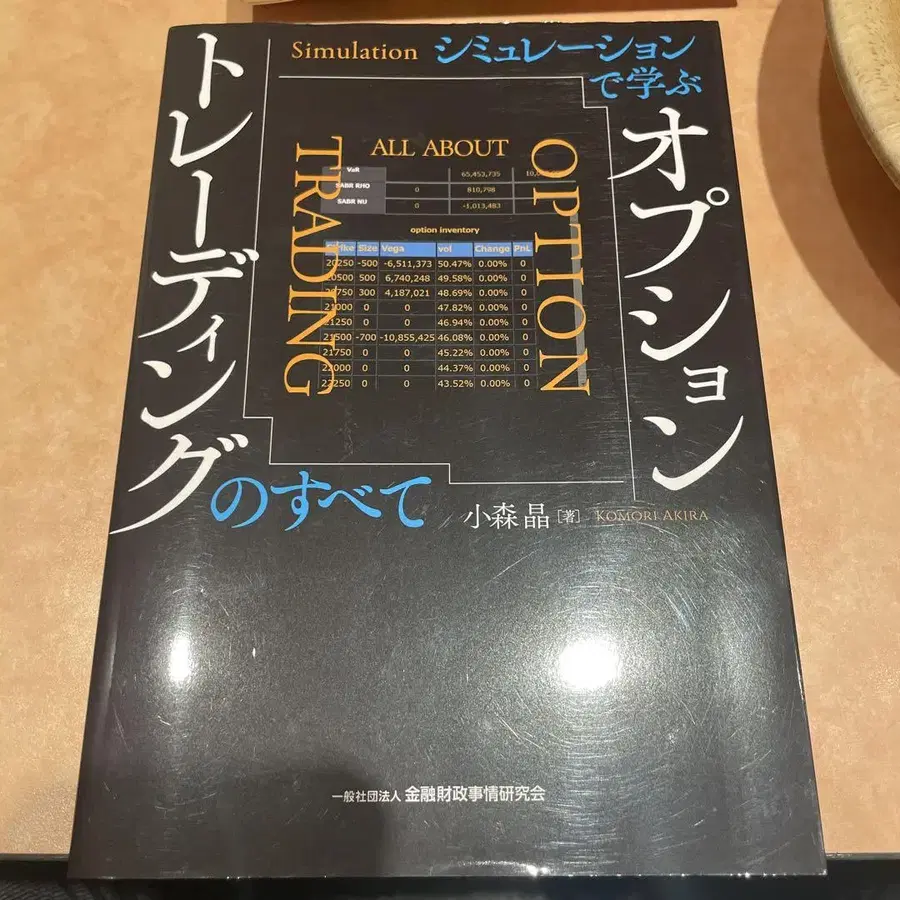 Simulation シミュレーション
で学ぶ
オプション
トレーディング
のすべて
ALL ABOUT
OPTION
TRADING
VaR 65,453,735
SABR RHO 0 810,798
SABR NU 0 -1,013,483
option inventory
Strike Size Vega vol Change PnL
20250 -500 -6,511,373 50.47% 0.00% 0
20500 500 6,740,248 49.58% 0.00% 0
20750 300 4,187,021 48.69% 0.00% 0
21000 0 0 47.82% 0.00% 0
21250 0 0 46.94% 0.00% 0
21500 -700 -10,855,425 46.08% 0.00% 0
21750 0 0 45.22% 0.00% 0
22000 0 0 44.37% 0.00% 0
22250 0 0 43.52% 0.00% 0
小森 晶 [著] KOMORI AKIRA
一般社団法人 金融財政事情研究会